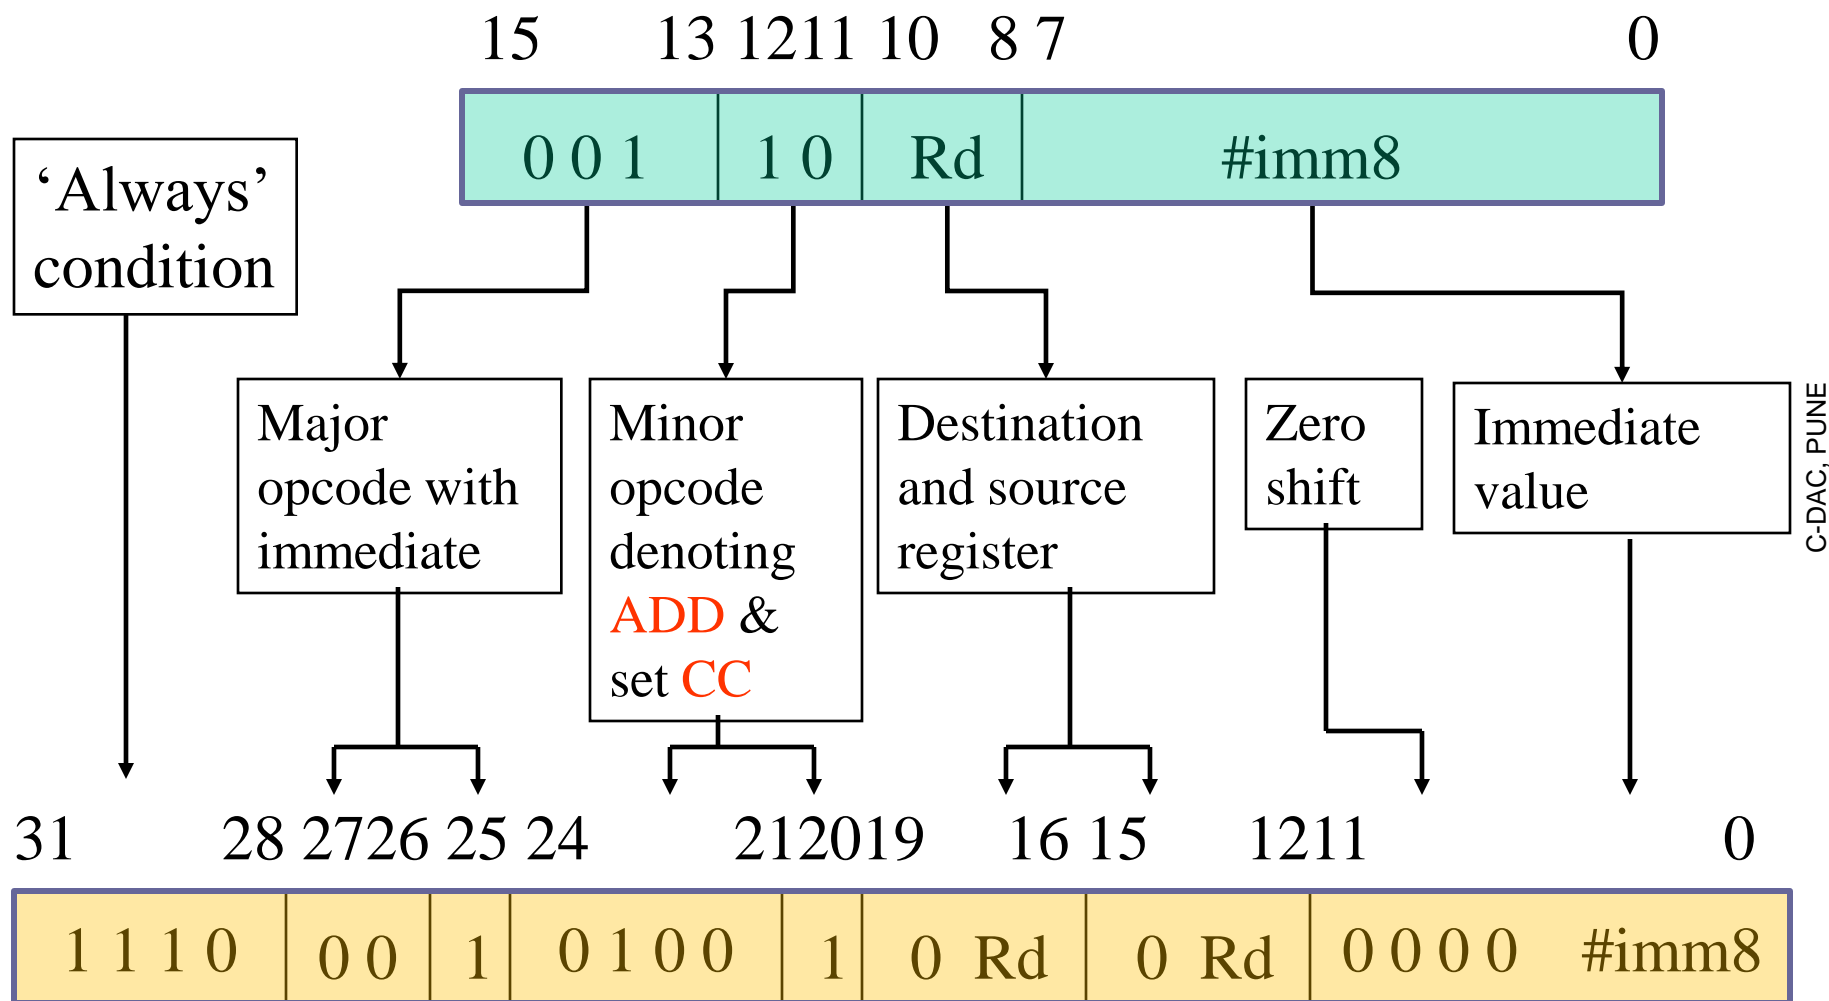 15 13 1211 10 8 7 0
0 0 1 1 0 Rd #imm8
‘Always’
condition
Major
opcode with
immediate
Minor
opcode
denoting
ADD &
set CC
Destination
and source
register
Zero
shift
Immediate
value
C-DAC, PUNE
31 28 2726 25 24 212019 16 15 1211 0
1 1 1 0 0 0 1 0 1 0 0 1 0 Rd 0 Rd 0 0 0 0 #imm8